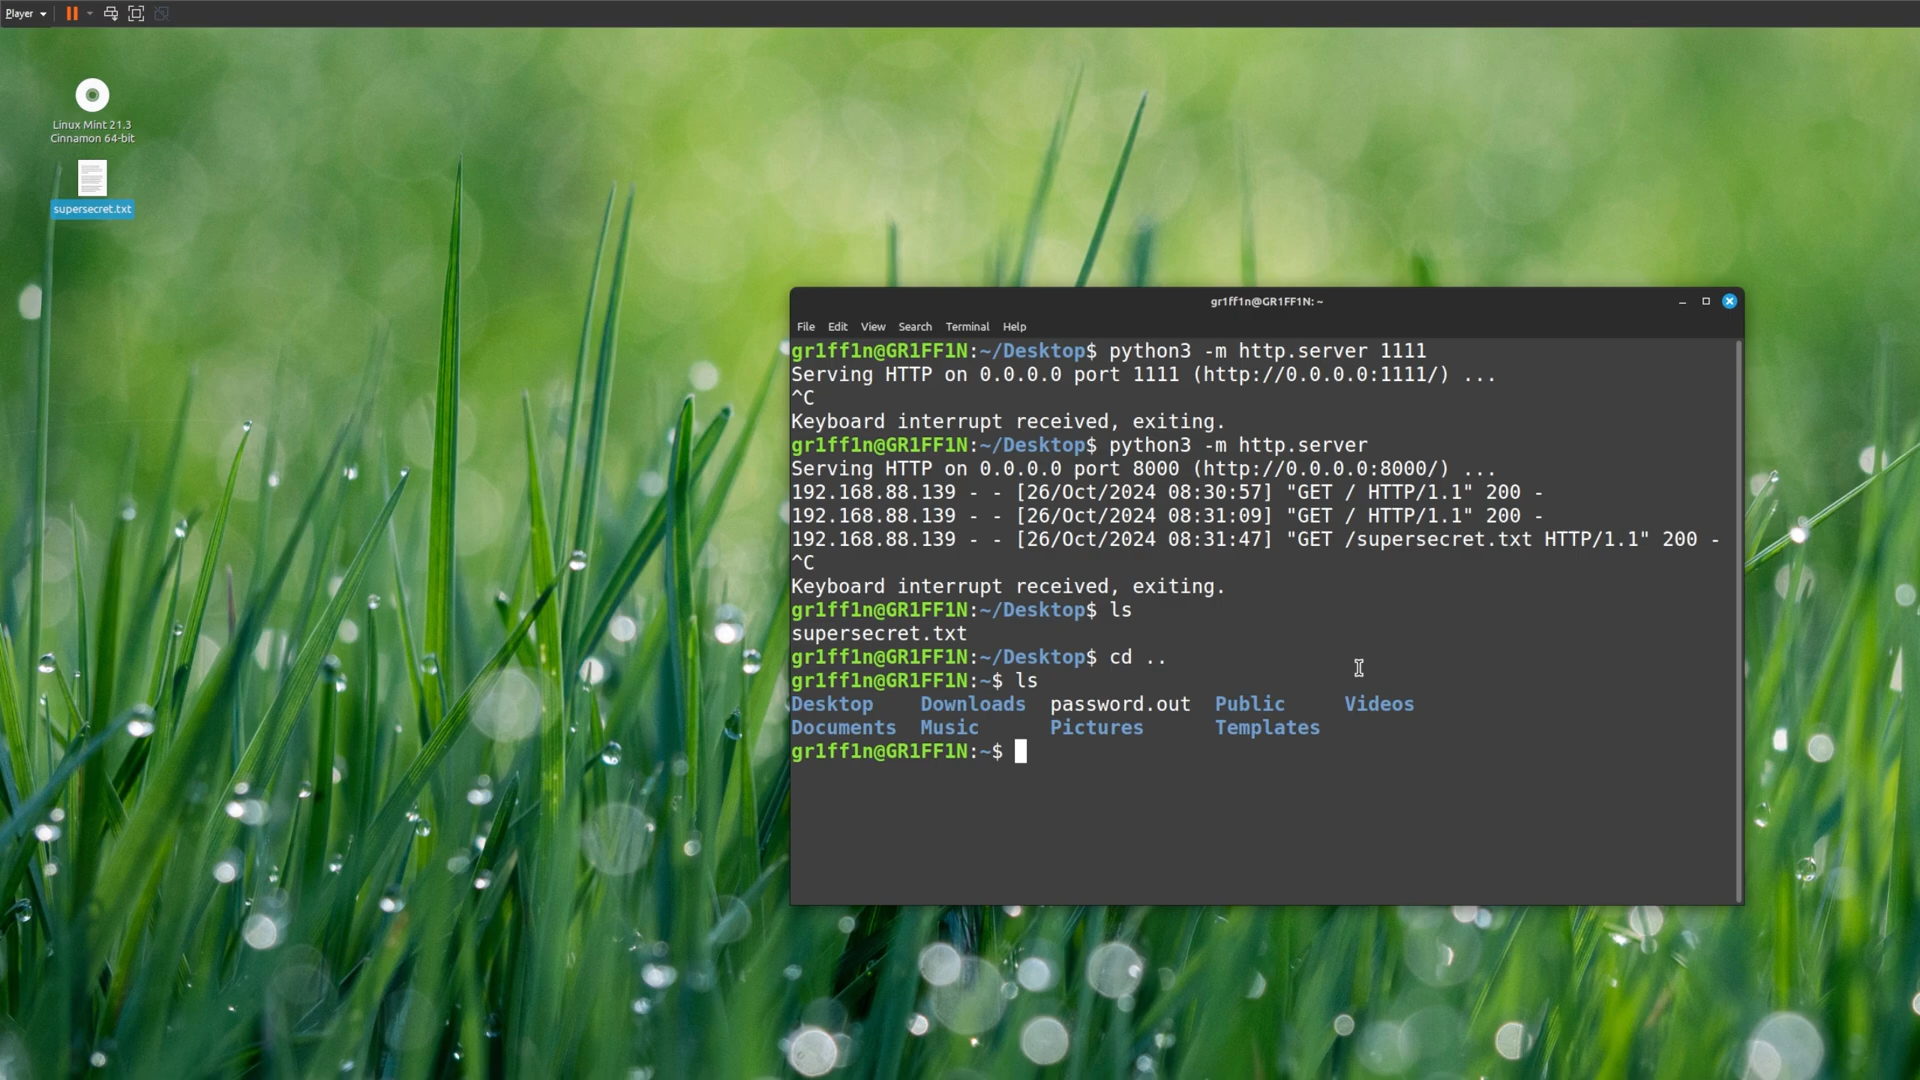 Player
Linux Mint 21.3
Cinnamon 64-bit
supersecret.txt
gr1ff1n@GR1FF1N: ~
File Edit View Search Terminal Help
gr1ff1n@GR1FF1N:~/Desktop$ python3 -m http.server 1111
Serving HTTP on 0.0.0.0 port 1111 (http://0.0.0.0:1111/) ...
^C
Keyboard interrupt received, exiting.
gr1ff1n@GR1FF1N:~/Desktop$ python3 -m http.server
Serving HTTP on 0.0.0.0 port 8000 (http://0.0.0.0:8000/) ...
192.168.88.139 - - [26/Oct/2024 08:30:57] "GET / HTTP/1.1" 200 -
192.168.88.139 - - [26/Oct/2024 08:31:09] "GET / HTTP/1.1" 200 -
192.168.88.139 - - [26/Oct/2024 08:31:47] "GET /supersecret.txt HTTP/1.1" 200 -
^C
Keyboard interrupt received, exiting.
gr1ff1n@GR1FF1N:~/Desktop$ ls
supersecret.txt
gr1ff1n@GR1FF1N:~/Desktop$ cd ..
gr1ff1n@GR1FF1N:~$ ls
Desktop Downloads password.out Public Videos
Documents Music Pictures Templates
gr1ff1n@GR1FF1N:~$